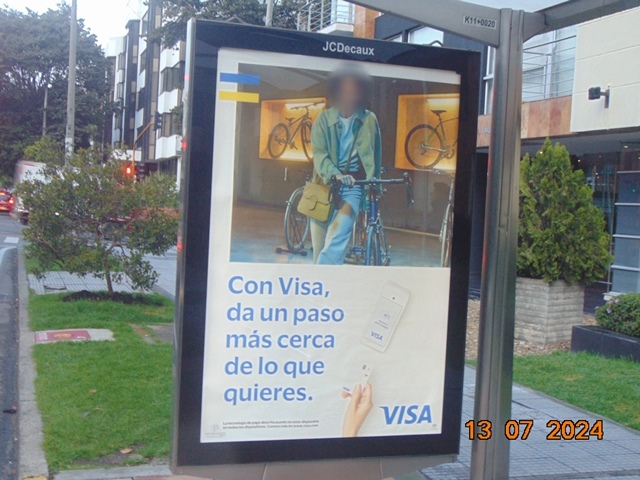 K11+0020
JCDecaux
Con Visa,
da un paso
más cerca
de lo que
quieres.
VISA
VISA
13 07 2024